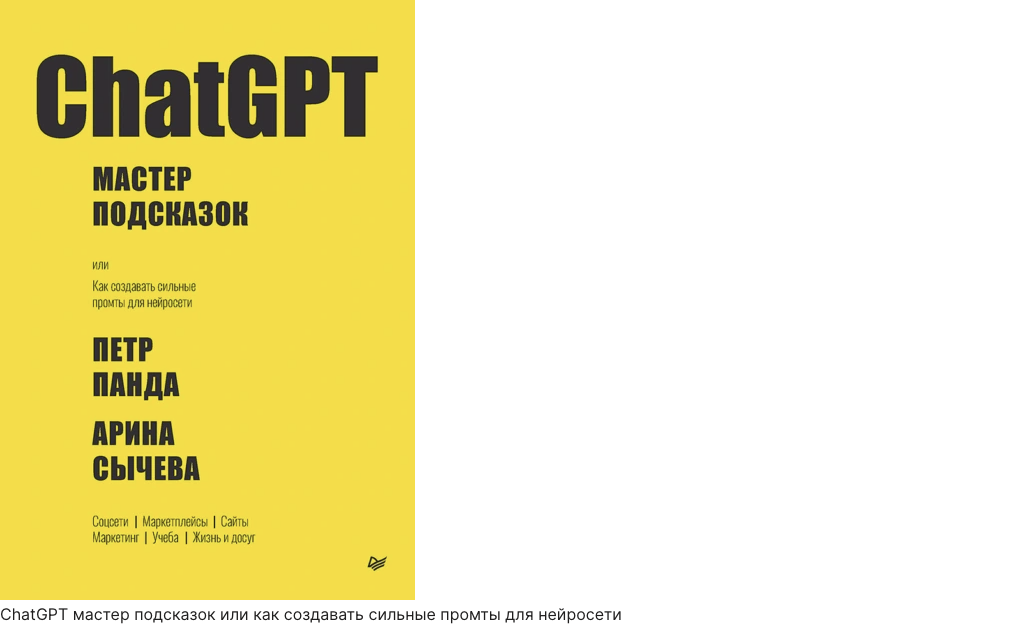 ChatGPT
МАСТЕР
ПОДСКАЗОК
или
Как создавать сильные
промты для нейросети
ПЕТР
ПАНДА
АРИНА
СЫЧЕВА
Соцсети | Маркетплейсы | Сайты
Маркетинг | Учеба | Жизнь и досуг
ChatGPT мастер подсказок или как создавать сильные промты для нейросети